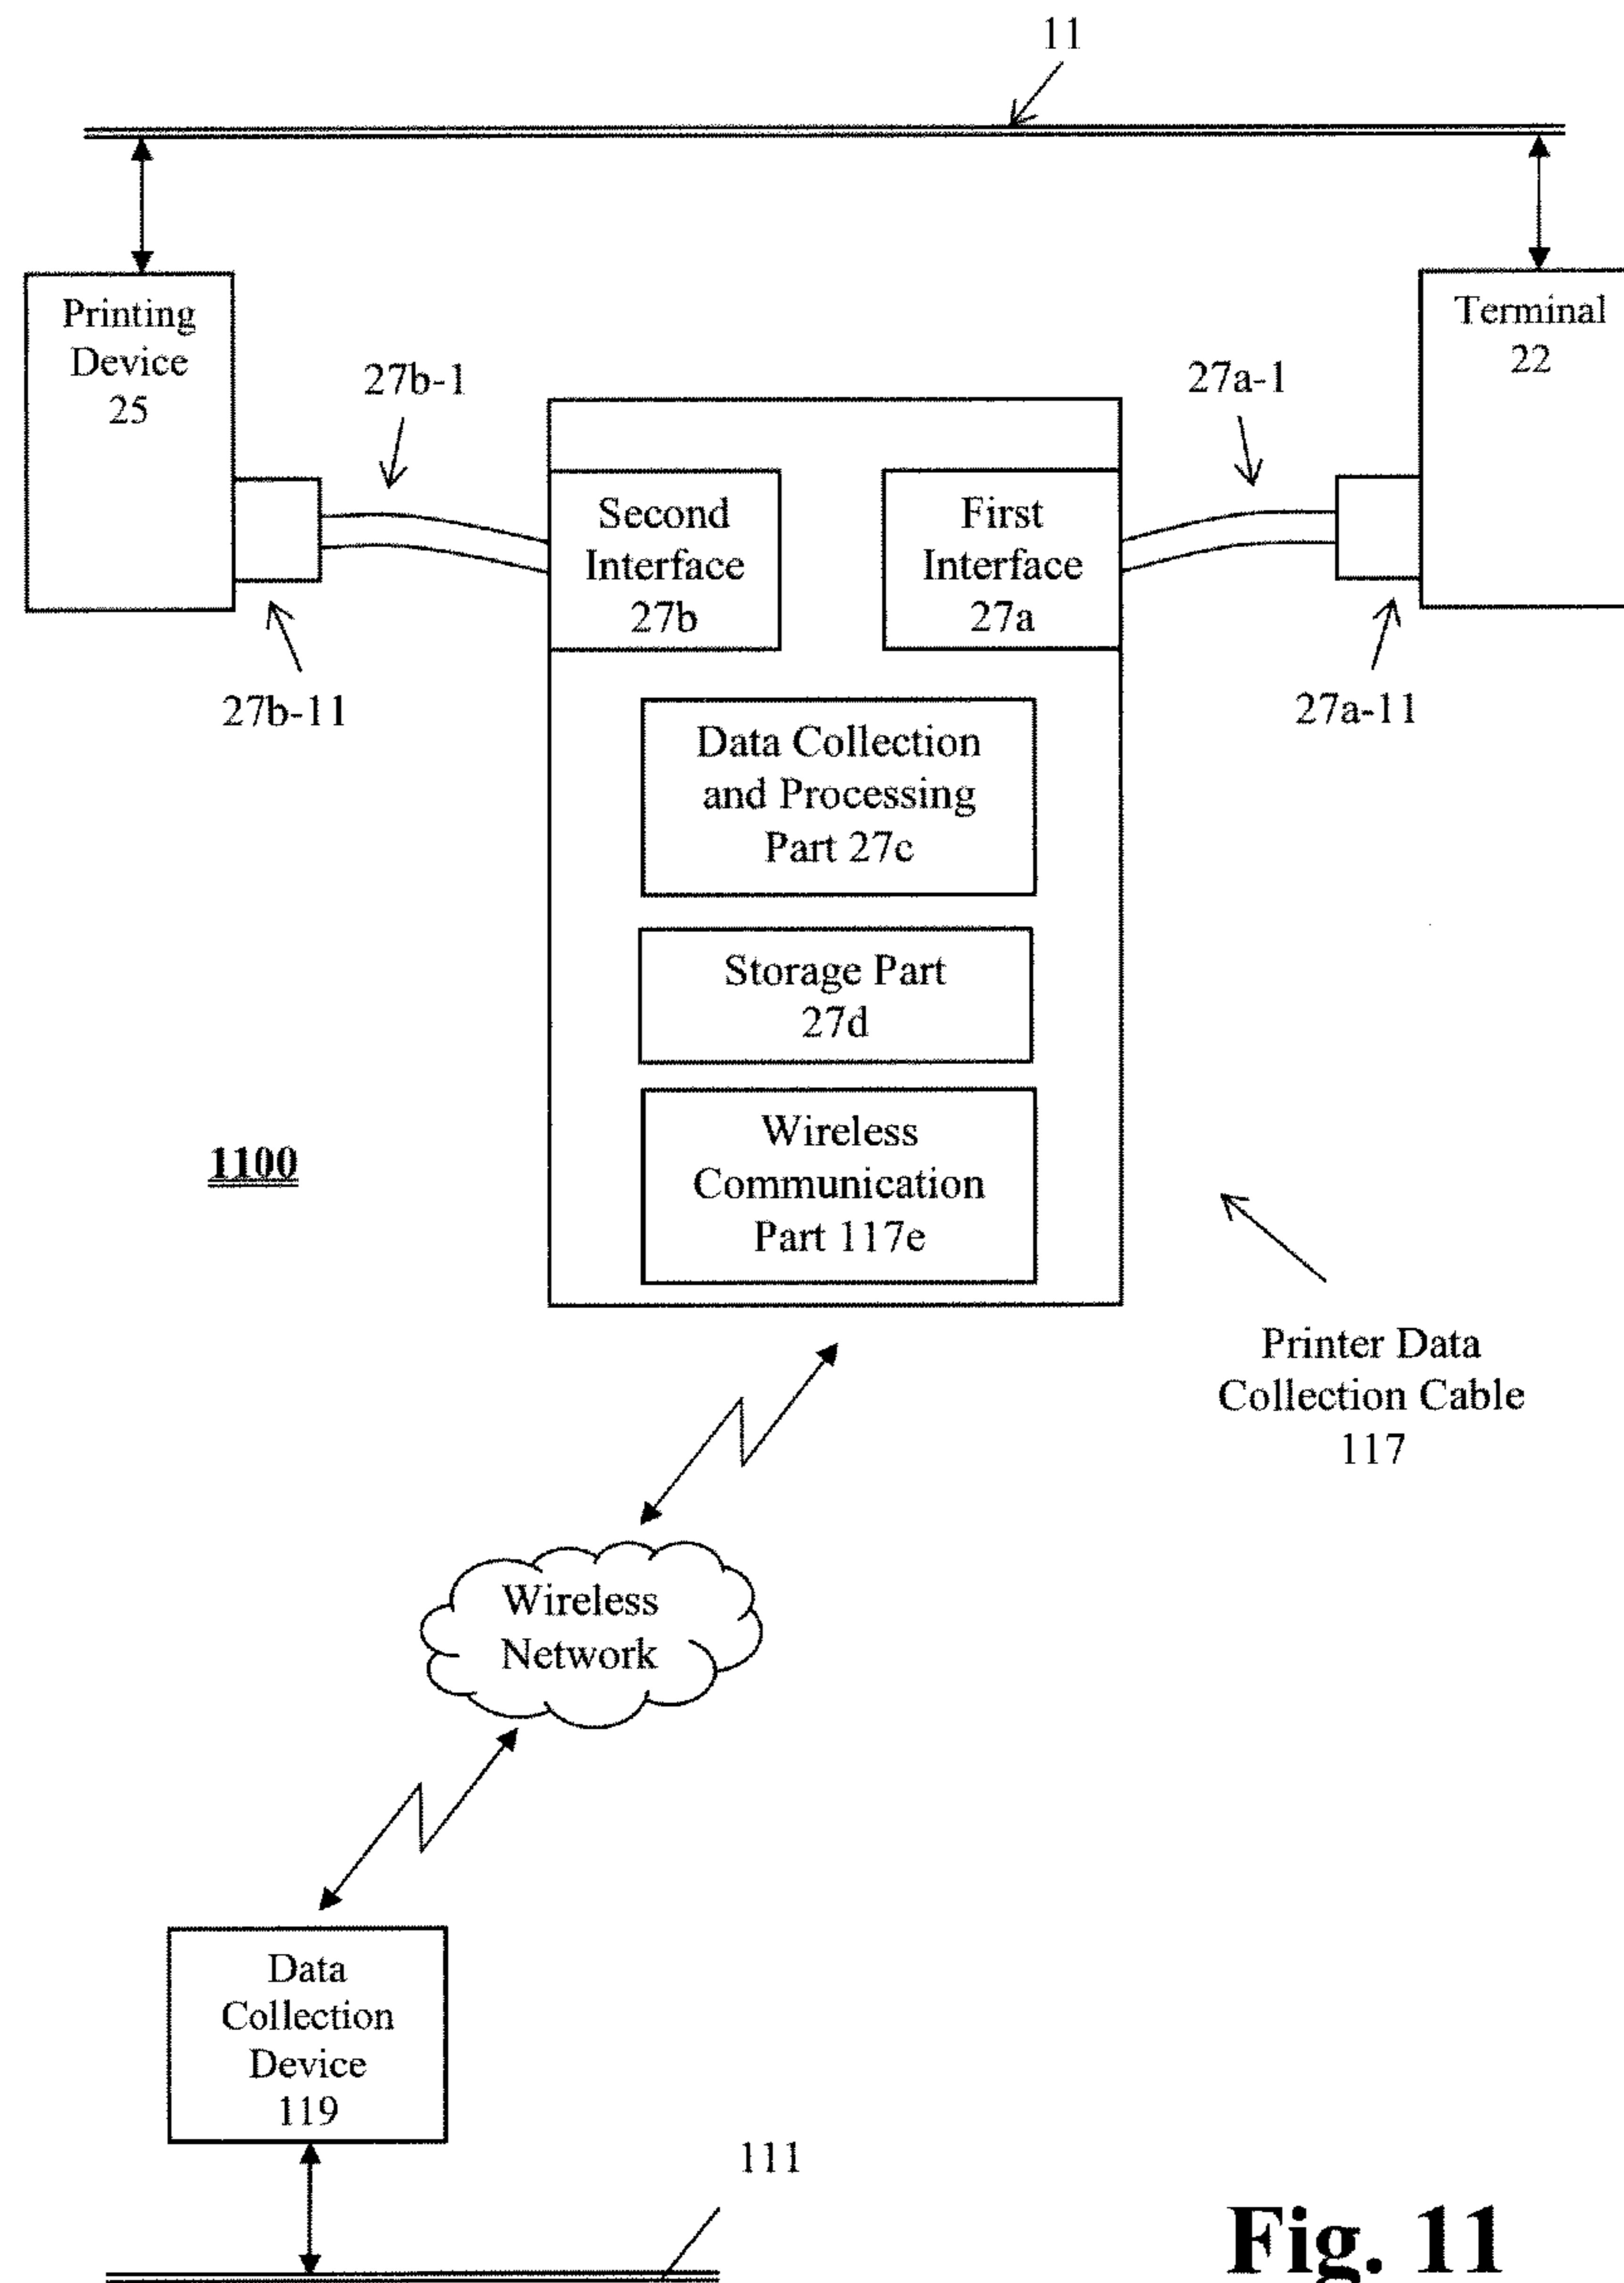 11
Printing
Device
25
Terminal
22
27b-1
27a-1
Second
Interface
27b
First
Interface
27a
27b-11
27a-11
Data Collection
and Processing
Part 27c
Storage Part
27d
Wireless
Communication
Part 117e
1100
Printer Data
Collection Cable
117
Wireless
Network
Data
Collection
Device
119
111
Fig. 11